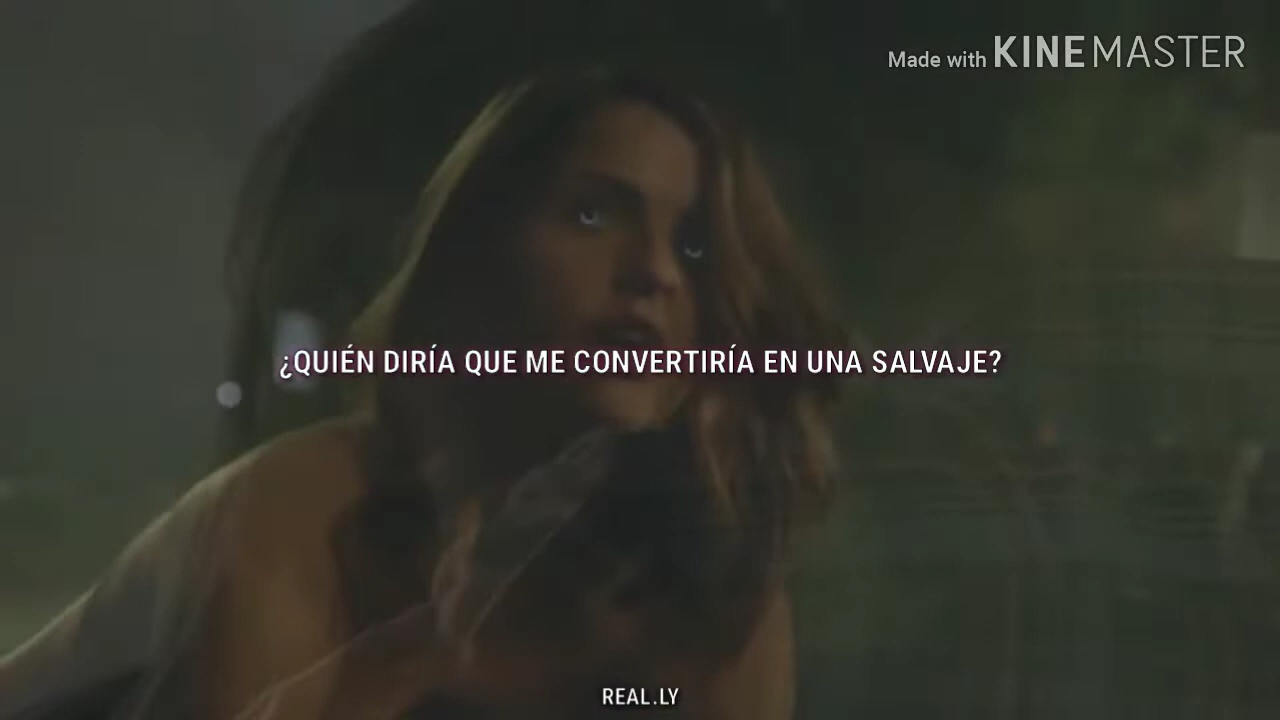 Made with KINEMASTER
¿QUIÉN DIRÍA QUE ME CONVERTIRÍA EN UNA SALVAJE?
REAL.LY